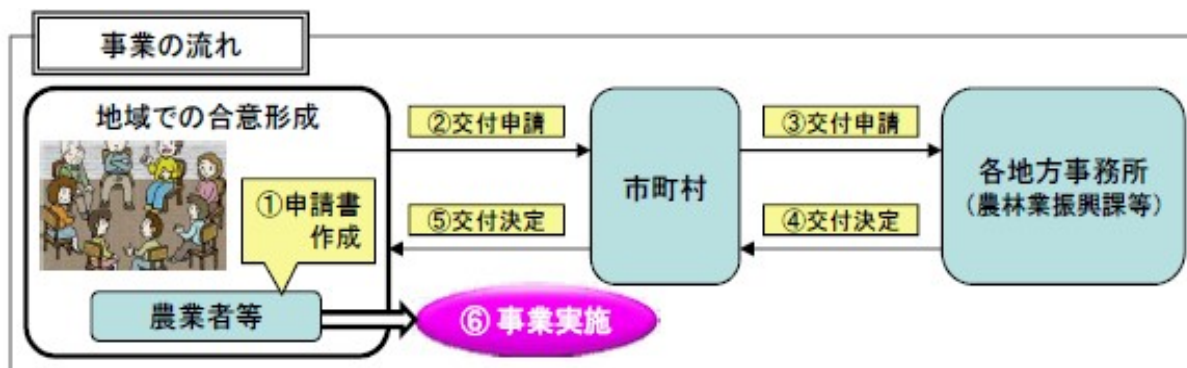 事業の流れ
地域での合意形成
①申請書
作成
農業者等
②交付申請
⑤交付決定
⑥ 事業実施
市町村
③交付申請
④交付決定
各地方事務所
（農林業振興課等）